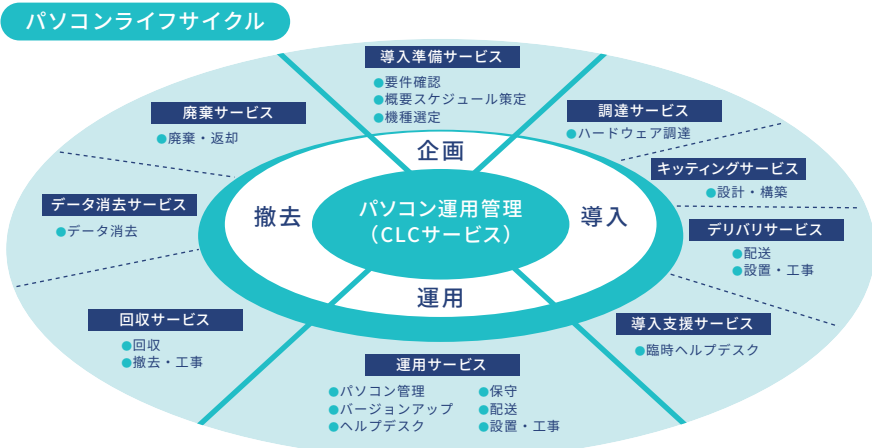 パソコンライフサイクル
導入準備サービス
●要件確認
●概要スケジュール策定
●機種選定
調達サービス
●ハードウェア調達
キッティングサービス
●設計・構築
デリバリサービス
●配送
●設置・工事
導入支援サービス
●臨時ヘルプデスク
運用サービス
●パソコン管理
●バージョンアップ
●ヘルプデスク
●保守
●配送
●設置・工事
回収サービス
●回収
●撤去・工事
データ消去サービス
●データ消去
廃棄サービス
●廃棄・返却
企画
導入
運用
撤去
パソコン運用管理
（CLCサービス）